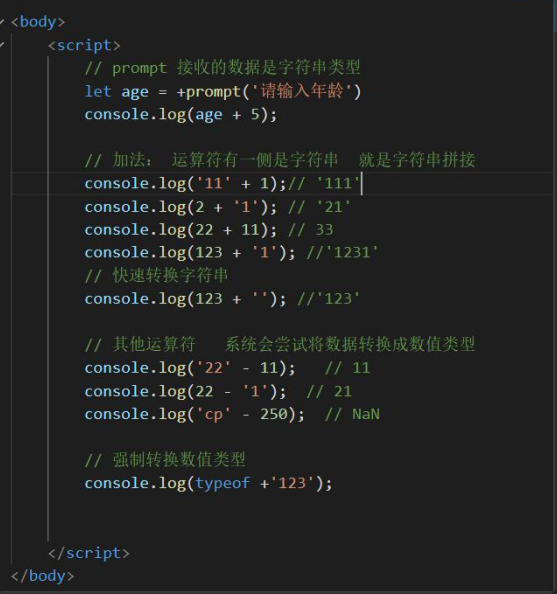 <body>
<script>
// prompt 接收的数据是字符串类型
let age = +prompt('请输入年龄')
console.log(age + 5);
// 加法： 运算符有一侧是字符串 就是字符串拼接
console.log('11' + 1);// '111'
console.log(2 + '1'); // '21'
console.log(22 + 11); // 33
console.log(123 + '1'); //'1231'
// 快速转换字符串
console.log(123 + ''); //'123'
// 其他运算符 系统会尝试将数据转换成数值类型
console.log('22' - 11); // 11
console.log(22 - '1'); // 21
console.log('cp' - 250); // NaN
// 强制转换数值类型
console.log(typeof +'123');
</script>
</body>